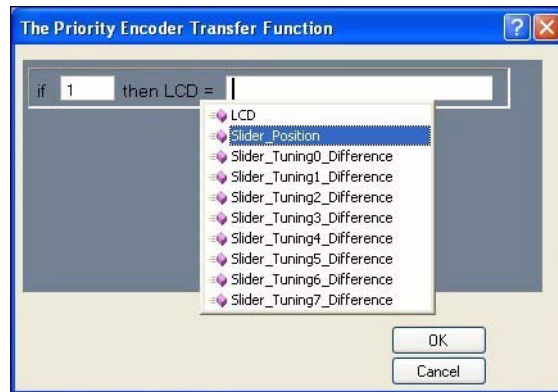 The Priority Encoder Transfer Function
if 1 then LCD =
LCD
Slider_Position
Slider_Tuning0_Difference
Slider_Tuning1_Difference
Slider_Tuning2_Difference
Slider_Tuning3_Difference
Slider_Tuning4_Difference
Slider_Tuning5_Difference
Slider_Tuning6_Difference
Slider_Tuning7_Difference
OK
Cancel